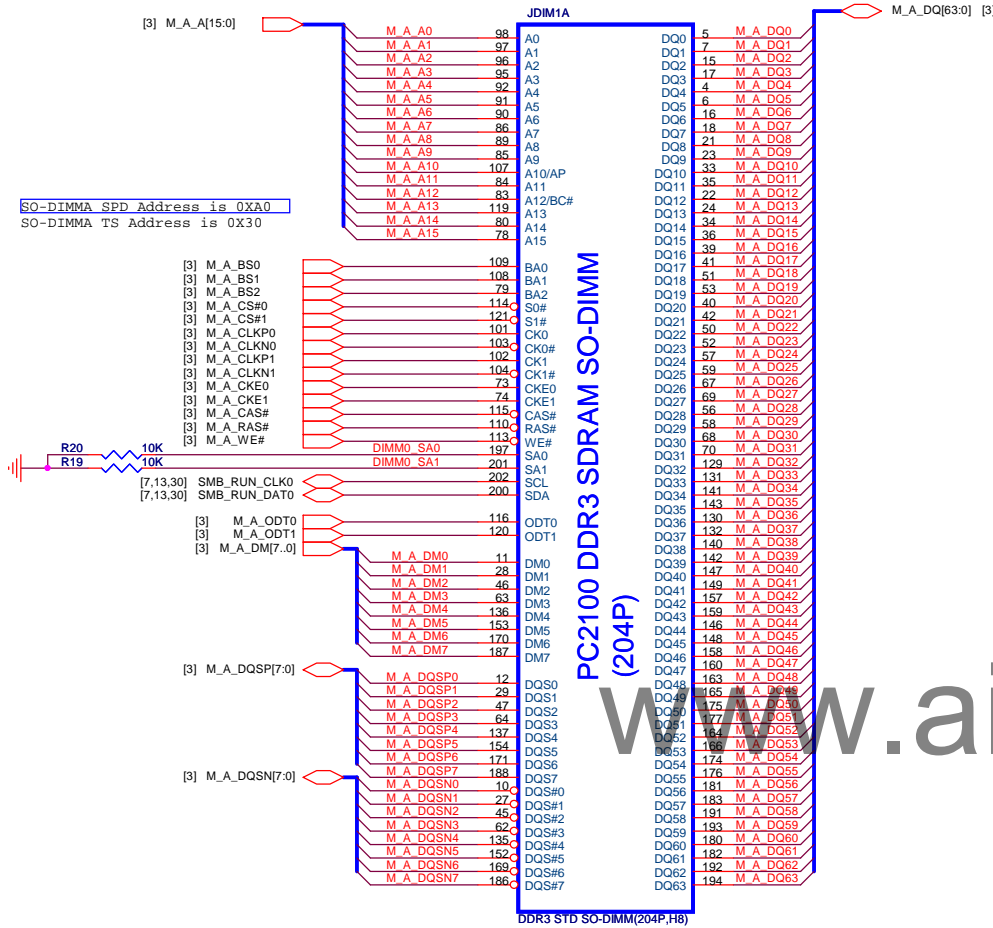 JDIM1A
[3] M_A_A[15:0]
M_A_DQ[63:0] [3]
M_A_A0 98 A0 DQ0 5 M_A_DQ0
M_A_A1 97 A1 DQ1 7 M_A_DQ1
M_A_A2 96 A2 DQ2 15 M_A_DQ2
M_A_A3 95 A3 DQ3 17 M_A_DQ3
M_A_A4 92 A4 DQ4 4 M_A_DQ4
M_A_A5 91 A5 DQ5 6 M_A_DQ5
M_A_A6 90 A6 DQ6 16 M_A_DQ6
M_A_A7 86 A7 DQ7 18 M_A_DQ7
M_A_A8 89 A8 DQ8 21 M_A_DQ8
M_A_A9 85 A9 DQ9 23 M_A_DQ9
M_A_A10 107 A10/AP DQ10 33 M_A_DQ10
M_A_A11 84 A11 DQ11 35 M_A_DQ11
M_A_A12 83 A12/BC# DQ12 22 M_A_DQ12
M_A_A13 119 A13 DQ13 24 M_A_DQ13
M_A_A14 80 A14 DQ14 34 M_A_DQ14
M_A_A15 78 A15 DQ15 36 M_A_DQ15
SO-DIMMA SPD Address is 0XA0
SO-DIMMA TS Address is 0X30
DQ16 39 M_A_DQ16
[3] M_A_BS0 109 BA0 DQ17 41 M_A_DQ17
[3] M_A_BS1 108 BA1 DQ18 51 M_A_DQ18
[3] M_A_BS2 79 BA2 DQ19 53 M_A_DQ19
[3] M_A_CS#0 114 S0# DQ20 40 M_A_DQ20
[3] M_A_CS#1 121 S1# DQ21 42 M_A_DQ21
[3] M_A_CLKP0 101 CK0 DQ22 50 M_A_DQ22
[3] M_A_CLKN0 103 CK0# DQ23 52 M_A_DQ23
[3] M_A_CLKP1 102 CK1 DQ24 57 M_A_DQ24
[3] M_A_CLKN1 104 CK1# DQ25 59 M_A_DQ25
[3] M_A_CKE0 73 CKE0 DQ26 67 M_A_DQ26
[3] M_A_CKE1 74 CKE1 DQ27 69 M_A_DQ27
[3] M_A_CAS# 115 CAS# DQ28 56 M_A_DQ28
[3] M_A_RAS# 110 RAS# DQ29 58 M_A_DQ29
[3] M_A_WE# 113 WE# DQ30 68 M_A_DQ30
R20 10K DIMM0_SA0 197 SA0 DQ31 70 M_A_DQ31
R19 10K DIMM0_SA1 201 SA1 DQ32 129 M_A_DQ32
[7,13,30] SMB_RUN_CLK0 202 SCL DQ33 131 M_A_DQ33
[7,13,30] SMB_RUN_DAT0 200 SDA DQ34 141 M_A_DQ34
DQ35 143 M_A_DQ35
[3] M_A_ODT0 116 ODT0 DQ36 130 M_A_DQ36
[3] M_A_ODT1 120 ODT1 DQ37 132 M_A_DQ37
[3] M_A_DM[7..0]
DQ38 140 M_A_DQ38
M_A_DM0 11 DM0 DQ39 142 M_A_DQ39
M_A_DM1 28 DM1 DQ40 147 M_A_DQ40
M_A_DM2 46 DM2 DQ41 149 M_A_DQ41
M_A_DM3 63 DM3 DQ42 157 M_A_DQ42
M_A_DM4 136 DM4 DQ43 159 M_A_DQ43
M_A_DM5 153 DM5 DQ44 146 M_A_DQ44
M_A_DM6 170 DM6 DQ45 148 M_A_DQ45
M_A_DM7 187 DM7 DQ46 158 M_A_DQ46
PC2100 DDR3 SDRAM SO-DIMM
(204P)
[3] M_A_DQSP[7:0]
DQ47 160 M_A_DQ47
M_A_DQSP0 12 DQS0 DQ48 163 M_A_DQ48
M_A_DQSP1 29 DQS1 DQ49 165 M_A_DQ49
M_A_DQSP2 47 DQS2 DQ50 175 M_A_DQ50
M_A_DQSP3 64 DQS3 DQ51 177 M_A_DQ51
M_A_DQSP4 137 DQS4 DQ52 164 M_A_DQ52
M_A_DQSP5 154 DQS5 DQ53 166 M_A_DQ53
M_A_DQSP6 171 DQS6 DQ54 174 M_A_DQ54
M_A_DQSP7 188 DQS7 DQ55 176 M_A_DQ55
[3] M_A_DQSN[7:0]
M_A_DQSN0 10 DQS#0 DQ56 181 M_A_DQ56
M_A_DQSN1 27 DQS#1 DQ57 183 M_A_DQ57
M_A_DQSN2 45 DQS#2 DQ58 191 M_A_DQ58
M_A_DQSN3 62 DQS#3 DQ59 193 M_A_DQ59
M_A_DQSN4 135 DQS#4 DQ60 180 M_A_DQ60
M_A_DQSN5 152 DQS#5 DQ61 182 M_A_DQ61
M_A_DQSN6 169 DQS#6 DQ62 192 M_A_DQ62
M_A_DQSN7 186 DQS#7 DQ63 194 M_A_DQ63
www.ai
DDR3 STD SO-DIMM(204P,H8)